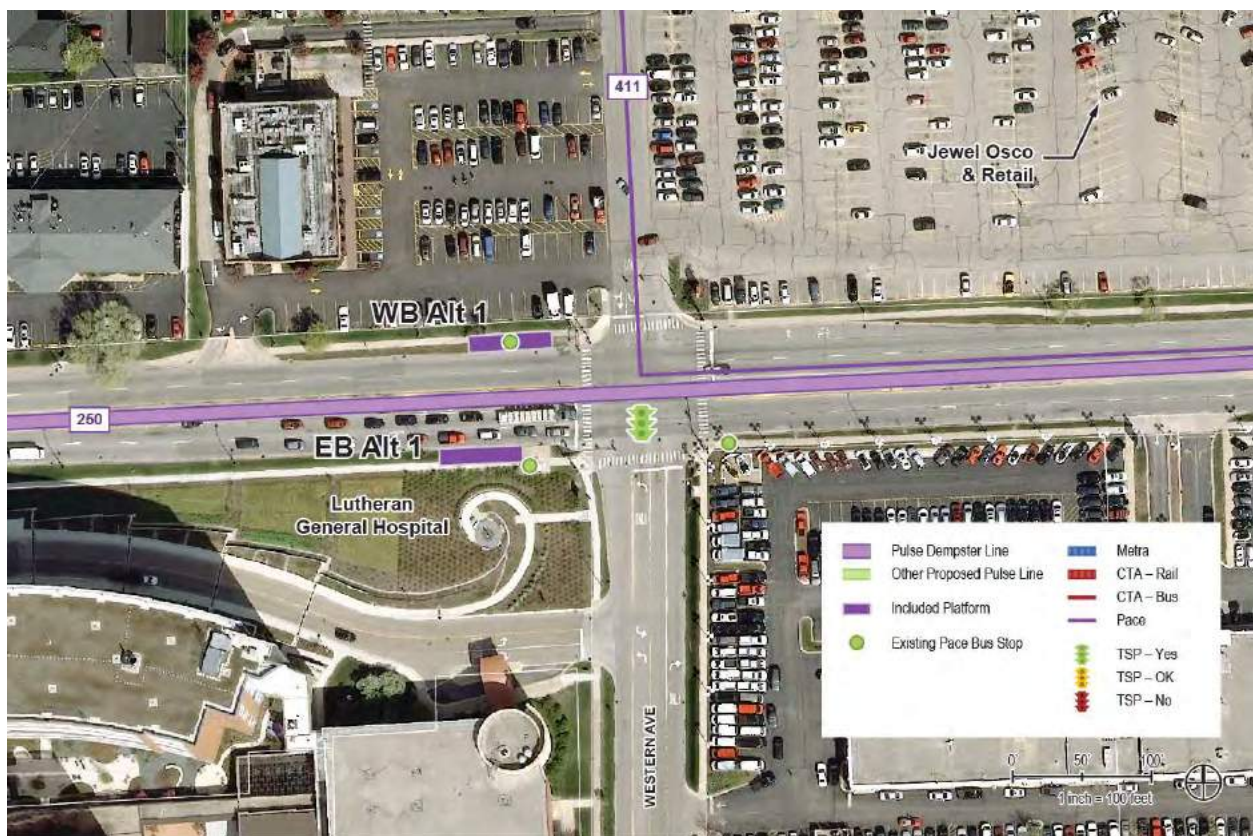 411
Jewel Osco
& Retail
WB Alt 1
250
EB Alt 1
Lutheran
General Hospital
WESTERN AVE
Pulse Dempster Line
Other Proposed Pulse Line
Included Platform
Existing Pace Bus Stop
Metra
CTA – Rail
CTA – Bus
Pace
TSP – Yes
TSP – OK
TSP – No
0' 50' 100'
1 inch = 100 feet